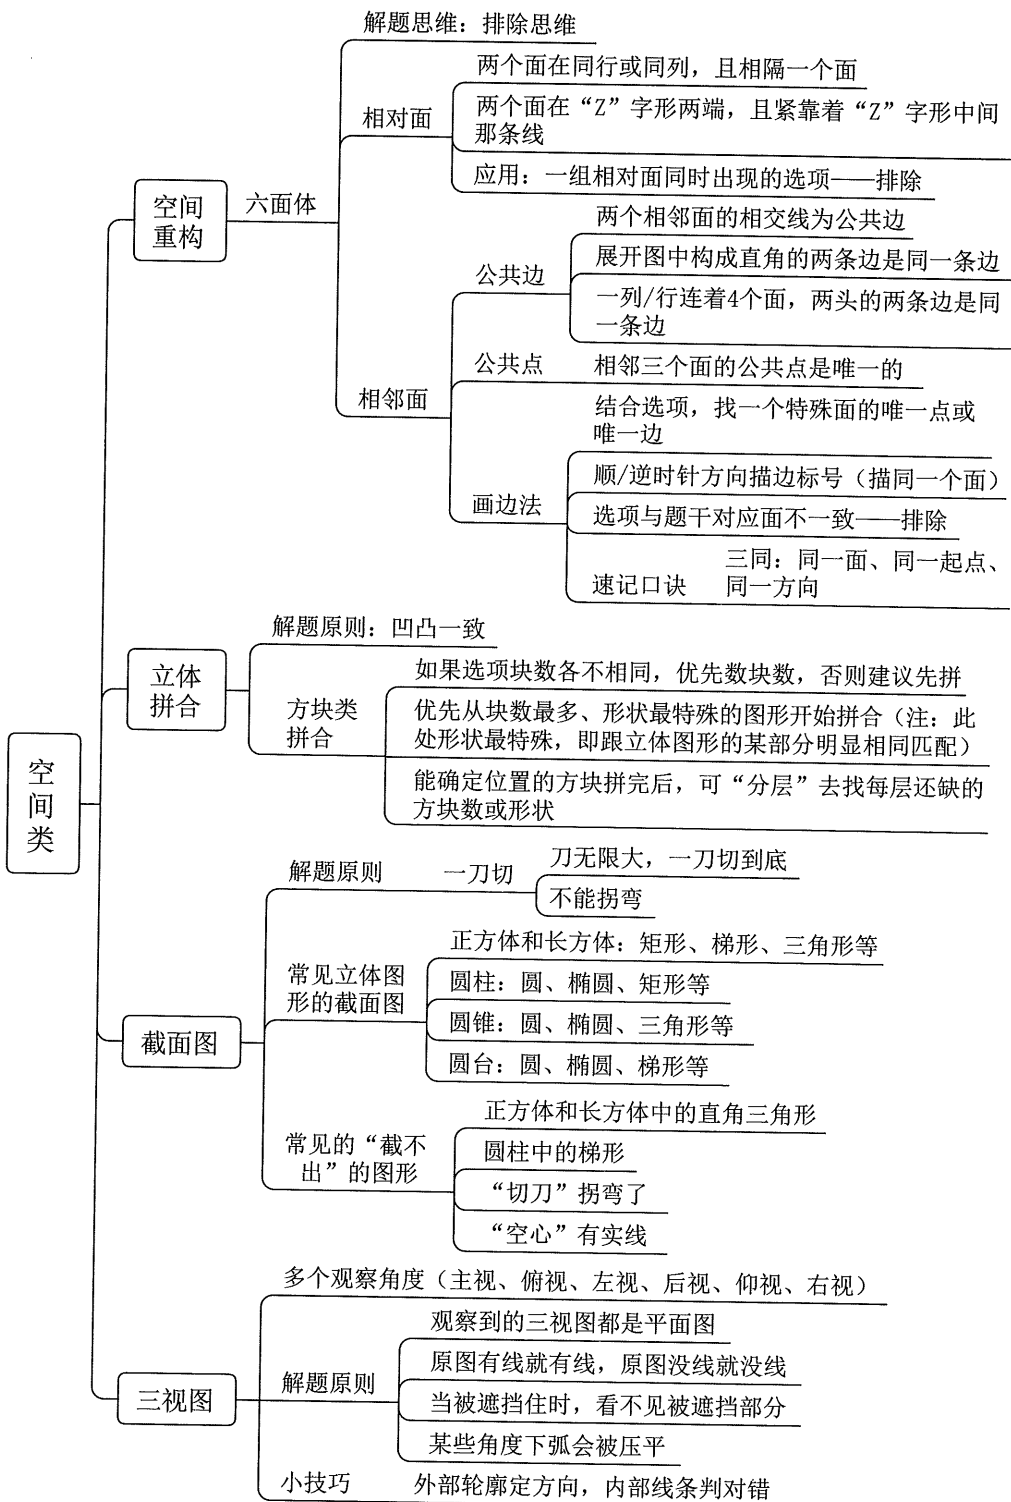 解题思维：排除思维
两个面在同行或同列，且相隔一个面
相对面
两个面在“Z”字形两端，且紧靠着“Z”字形中间
那条线
应用：一组相对面同时出现的选项——排除
空间
重构
六面体
两个相邻面的相交线为公共边
公共边
展开图中构成直角的两条边是同一条边
一列/行连着4个面，两头的两条边是同
一条边
公共点
相邻三个面的公共点是唯一的
相邻面
结合选项，找一个特殊面的唯一点或
唯一边
顺/逆时针方向描边标号（描同一个面）
画边法
选项与题干对应面不一致——排除
速记口诀
三同：同一面、同一起点、
同一方向
解题原则：凹凸一致
立体
拼合
如果选项块数各不相同，优先数块数，否则建议先拼
方块类
拼合
优先从块数最多、形状最特殊的图形开始拼合（注：此
处形状最特殊，即跟立体图形的某部分明显相同匹配）
能确定位置的方块拼完后，可“分层”去找每层还缺的
方块数或形状
空
间
类
解题原则
一刀切
刀无限大，一刀切到底
不能拐弯
正方体和长方体：矩形、梯形、三角形等
常见立体图
形的截面图
圆柱：圆、椭圆、矩形等
圆锥：圆、椭圆、三角形等
圆台：圆、椭圆、梯形等
截面图
正方体和长方体中的直角三角形
常见的“截不
出”的图形
圆柱中的梯形
“切刀”拐弯了
“空心”有实线
多个观察角度（主视、俯视、左视、后视、仰视、右视）
观察到的三视图都是平面图
原图有线就有线，原图没线就没线
三视图
解题原则
当被遮挡住时，看不见被遮挡部分
某些角度下弧会被压平
小技巧
外部轮廓定方向，内部线条判对错